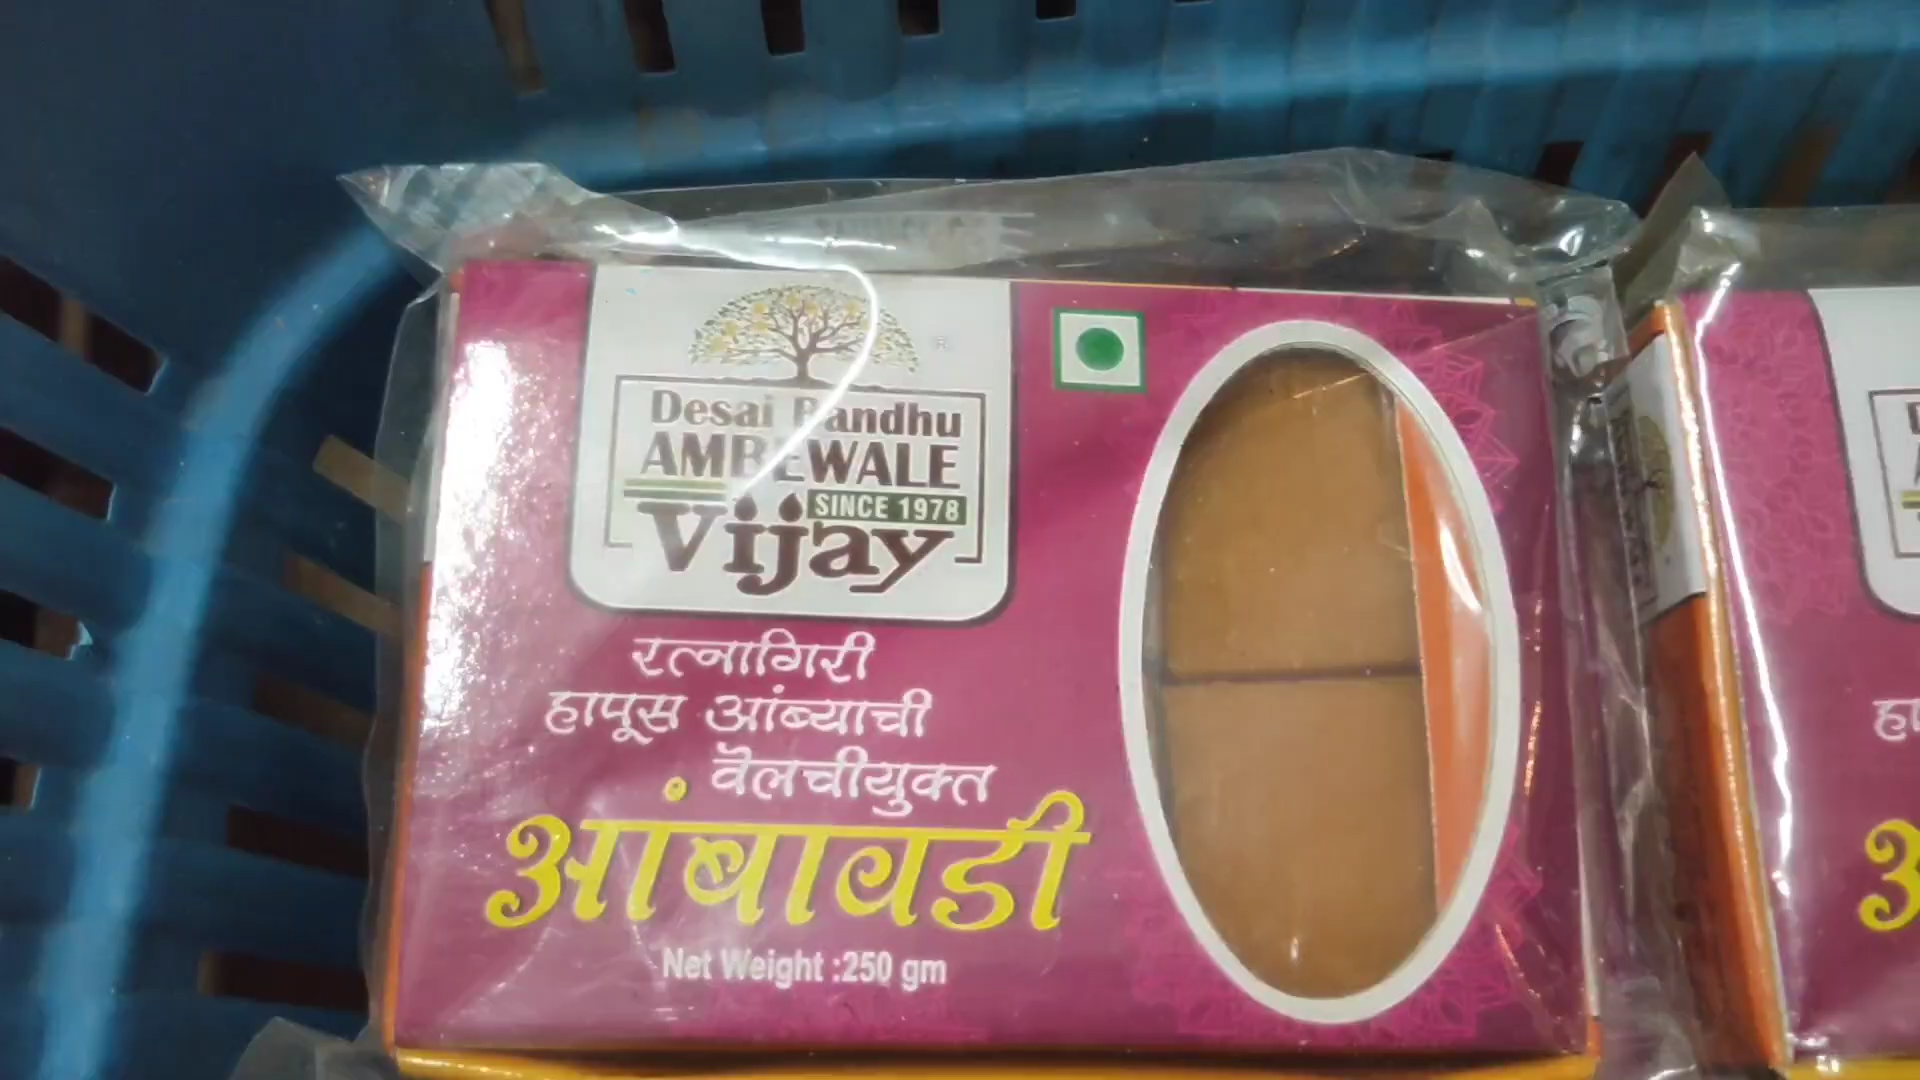 Desai Bandhu
AMBEWALE
SINCE 1978
Vijay
रत्नागिरी
हापूस आंब्याची
वेलचीयुक्त
आंबावडी
Net Weight :250 gm
हा